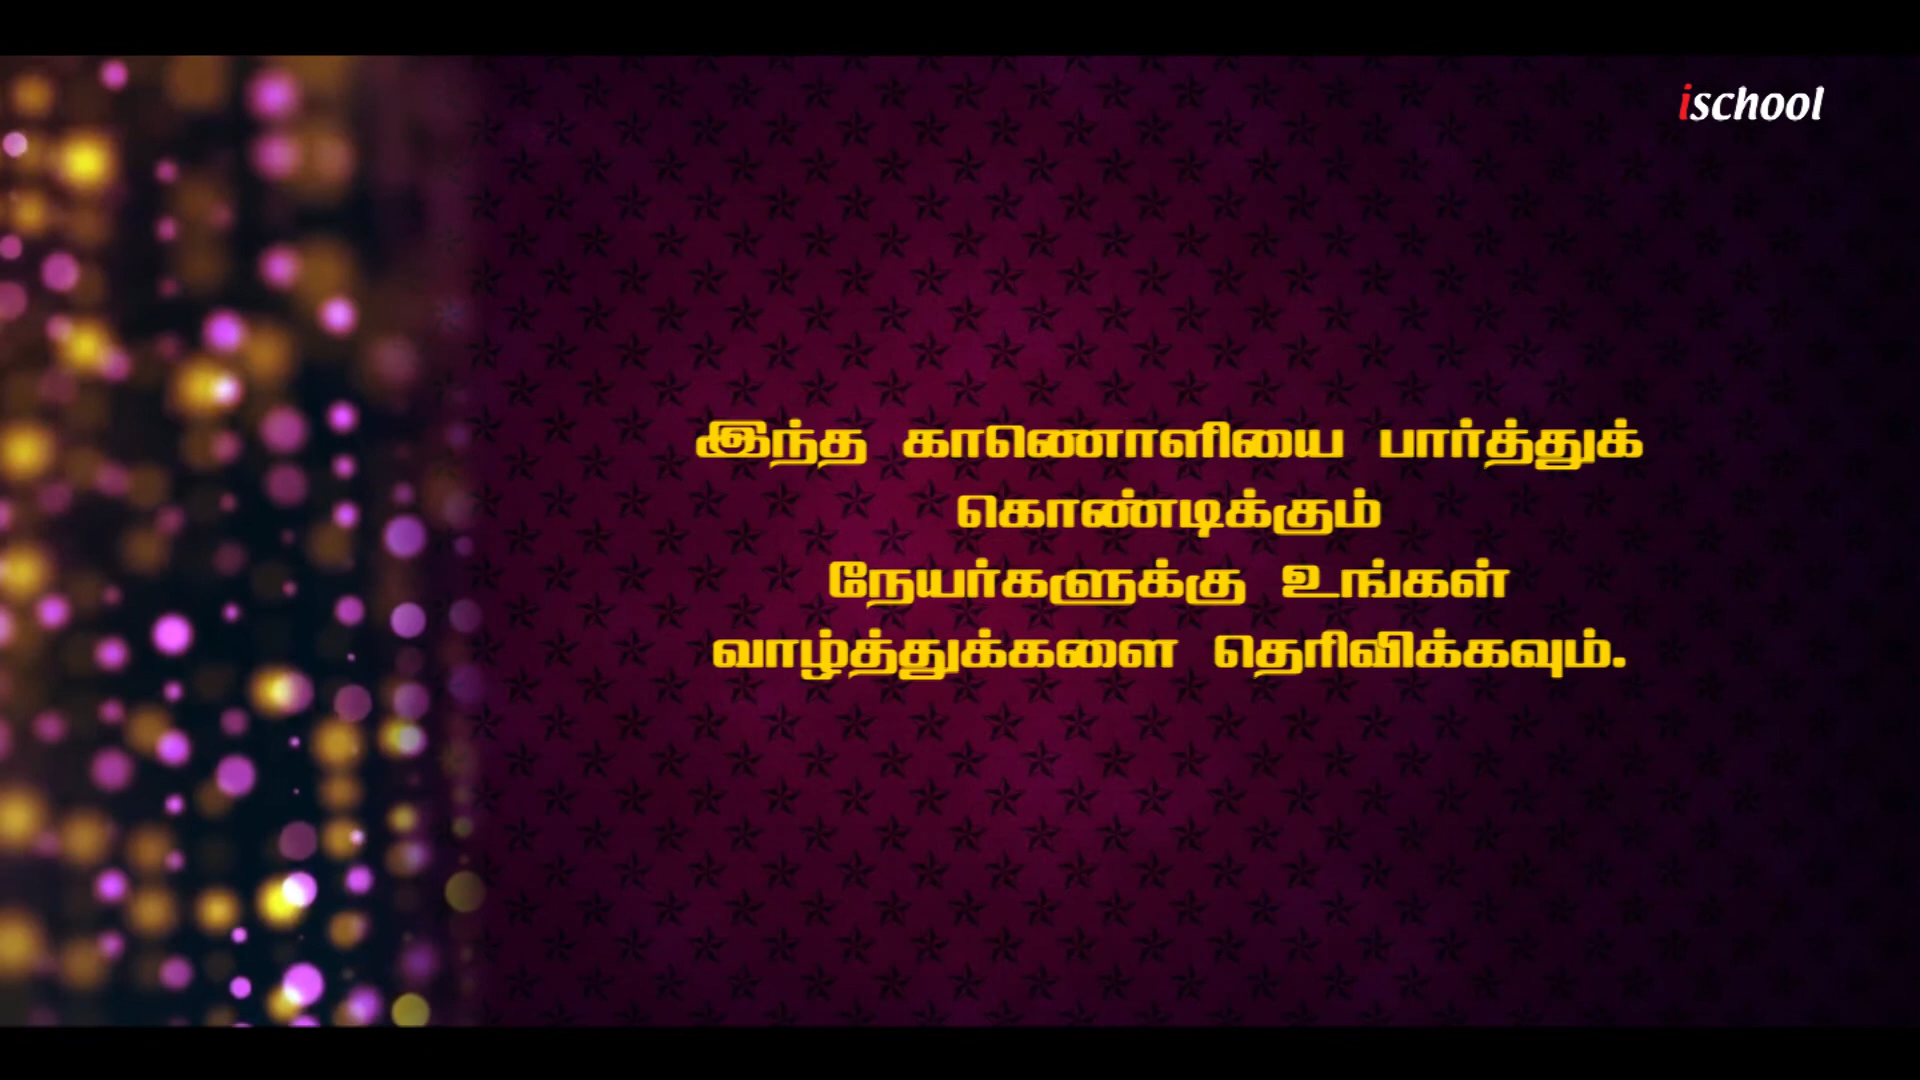 ischool
இந்த காணொளியை பார்த்துக்
கொண்டிக்கும்
நேயர்களுக்கு உங்கள்
வாழ்த்துக்களை தெரிவிக்கவும்.